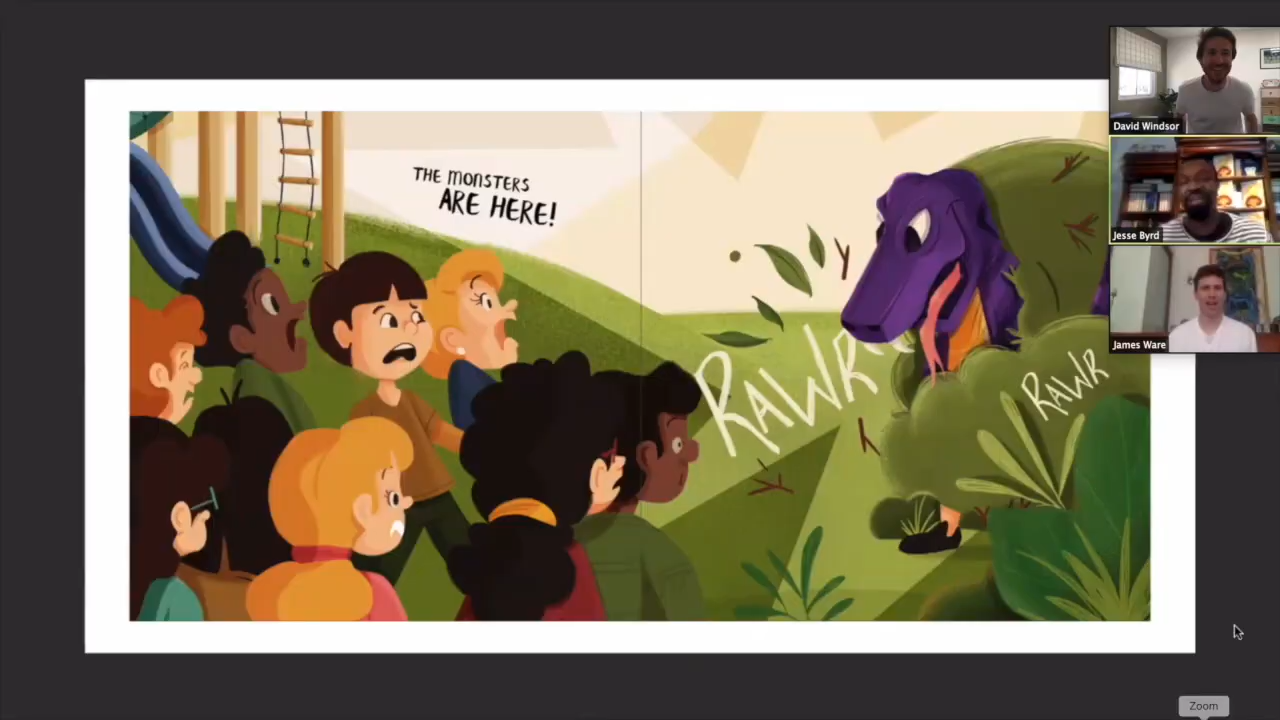 THE MONSTERS
ARE HERE!
RAWR
RAWR
David Windsor
Jesse Byrd
James Ware
Zoom